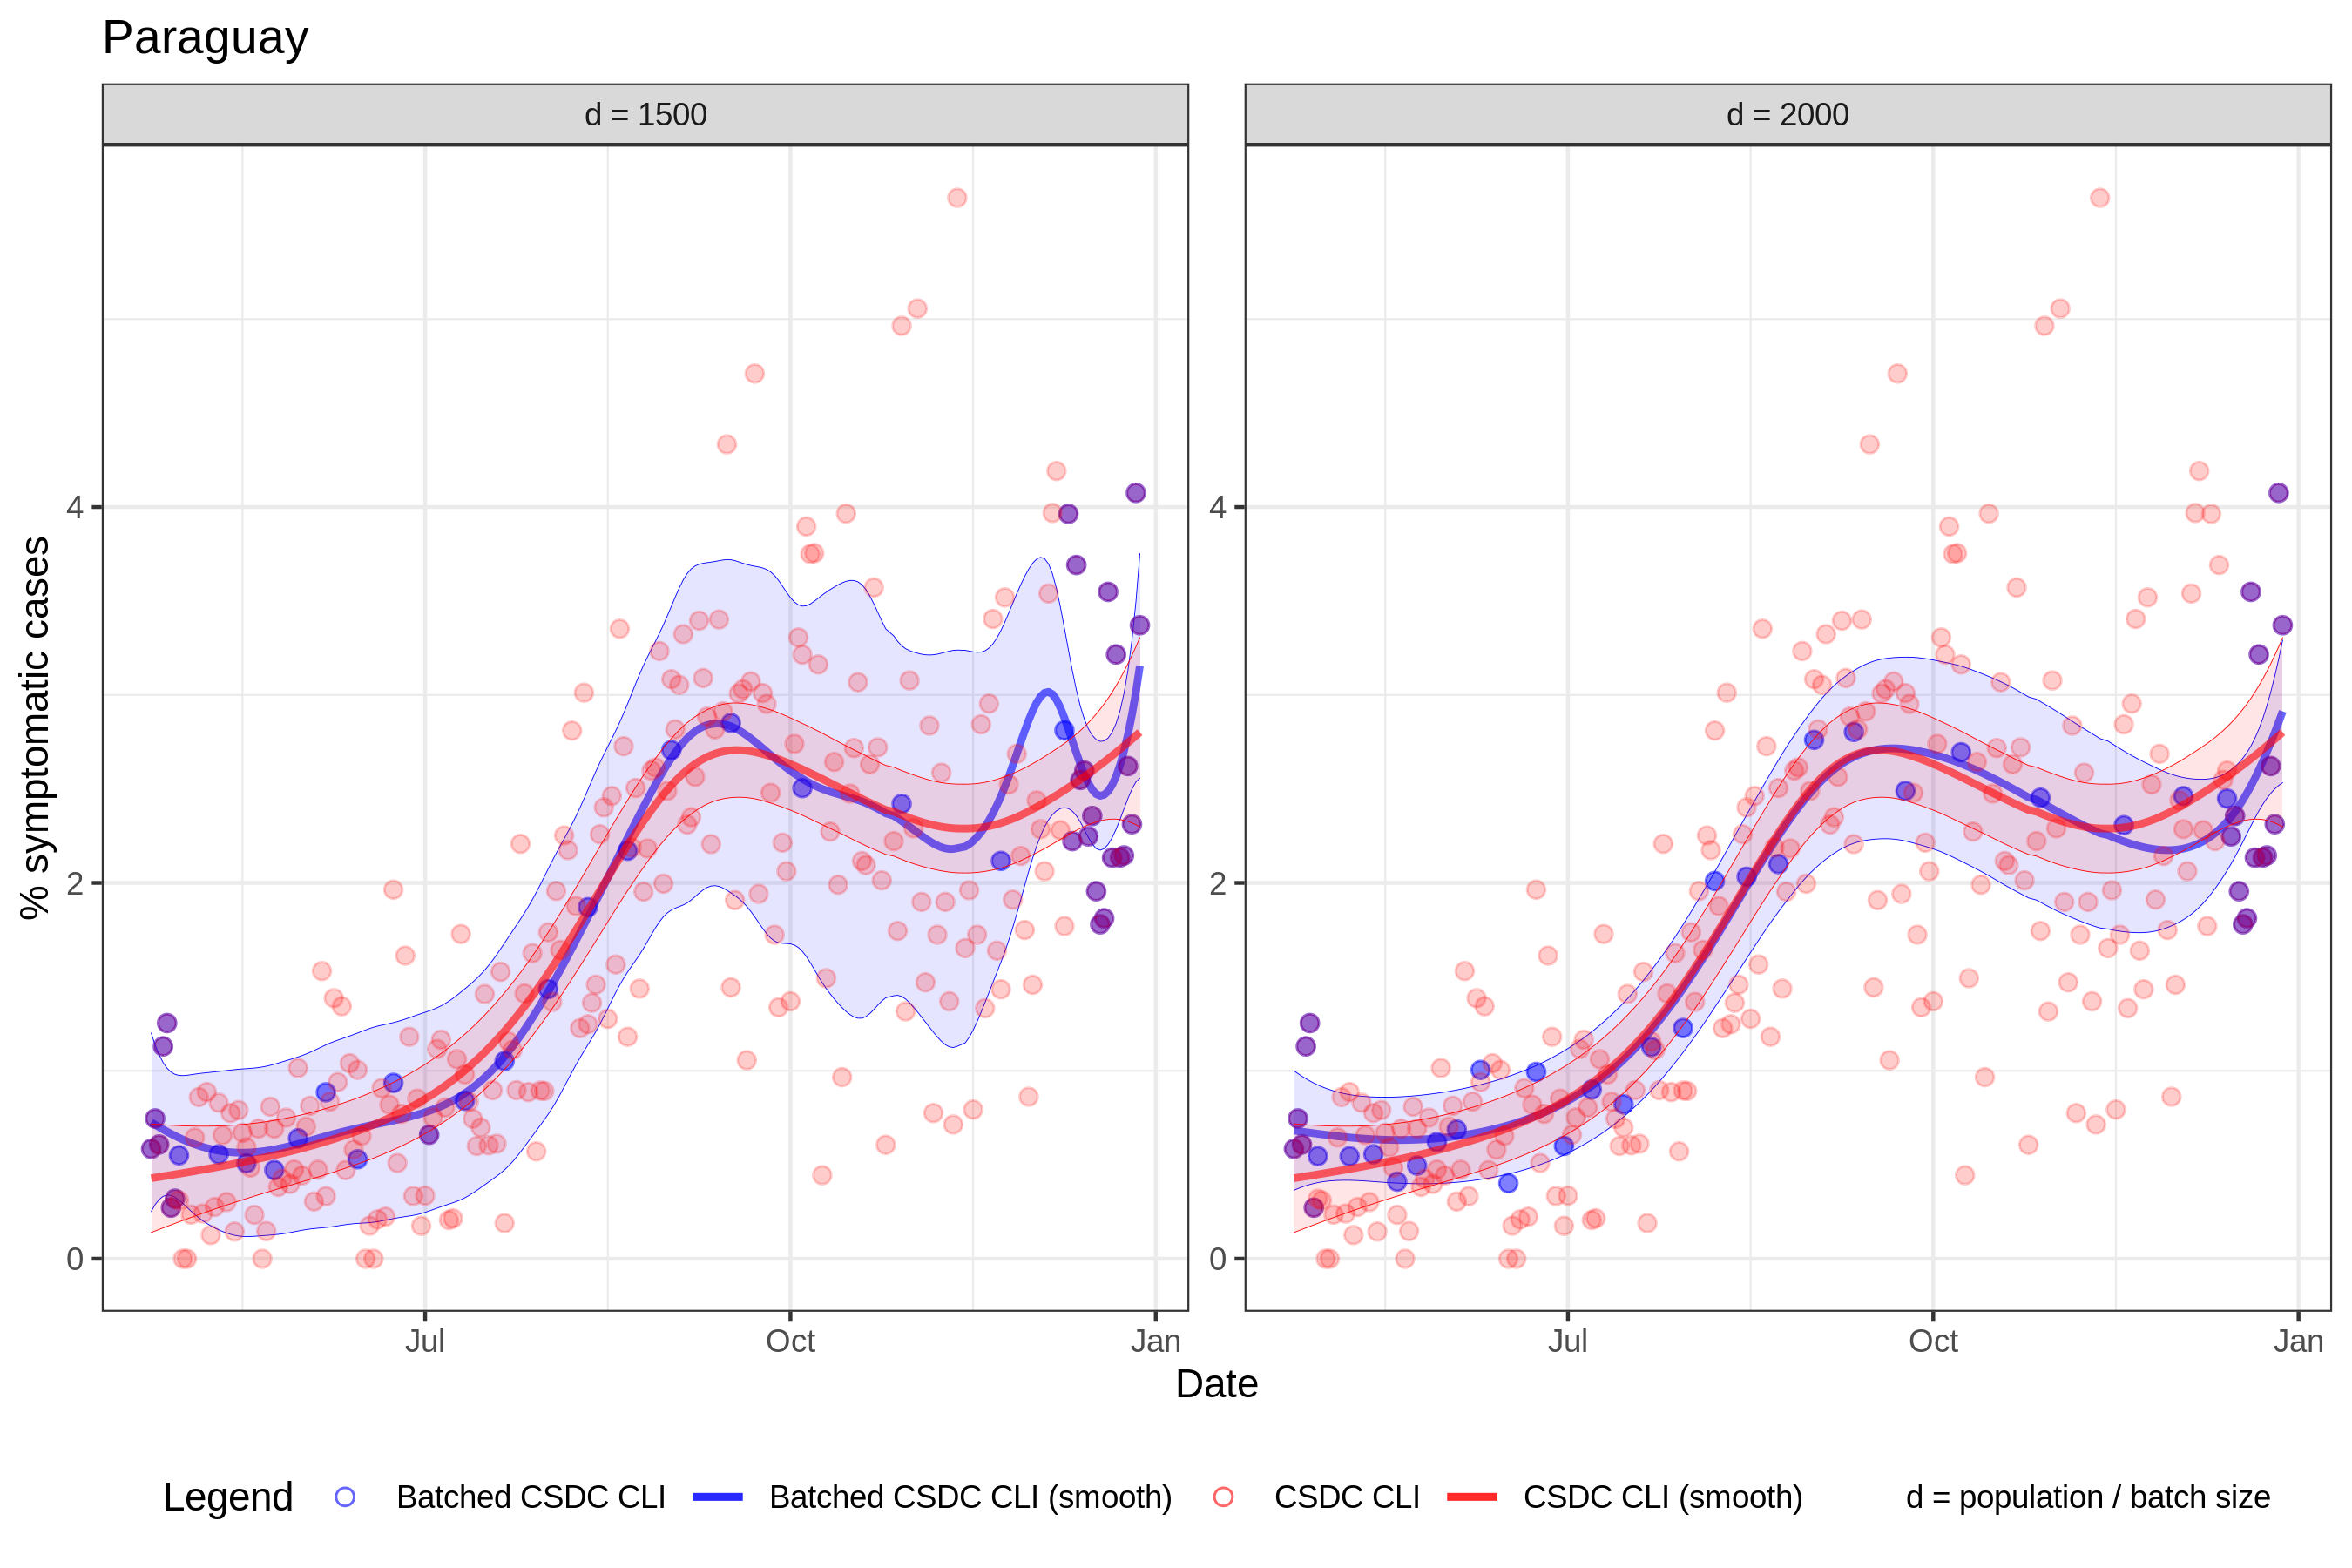 Paraguay
d = 1500
d = 2000
% symptomatic cases
4
2
0
4
2
0
Jul
Oct
Jan
Jul
Oct
Jan
Date
Legend
Batched CSDC CLI
Batched CSDC CLI (smooth)
CSDC CLI
CSDC CLI (smooth)
d = population / batch size